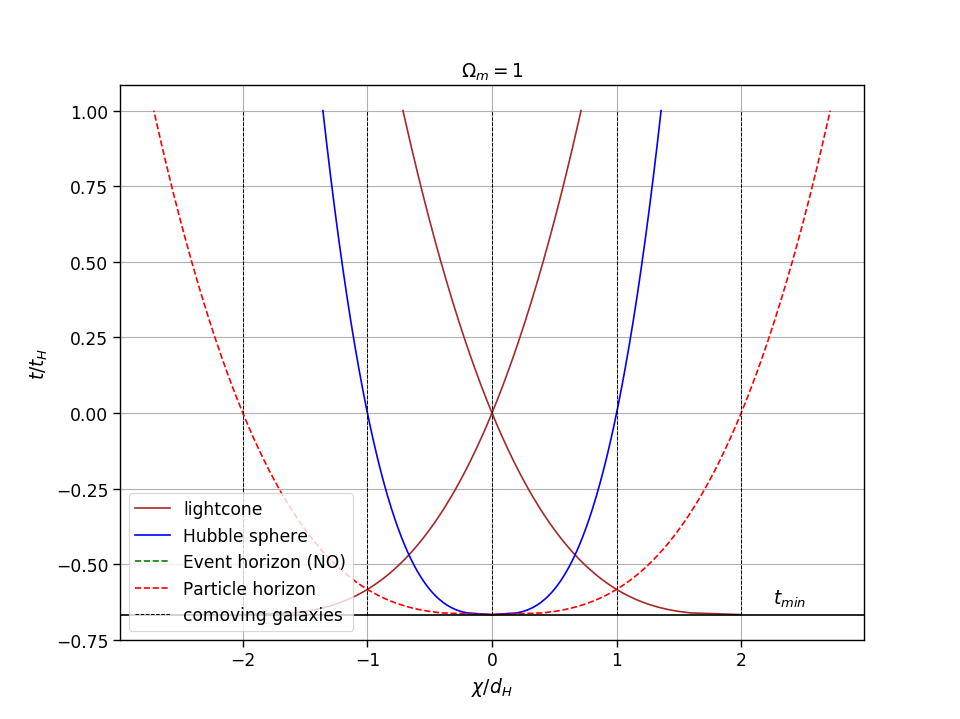 Ω_m = 1
1.00
0.75
0.50
0.25
0.00
−0.25
−0.50
−0.75
t/t_H
lightcone
Hubble sphere
Event horizon (NO)
Particle horizon
comoving galaxies
t_min
−2
−1
0
1
2
χ/d_H